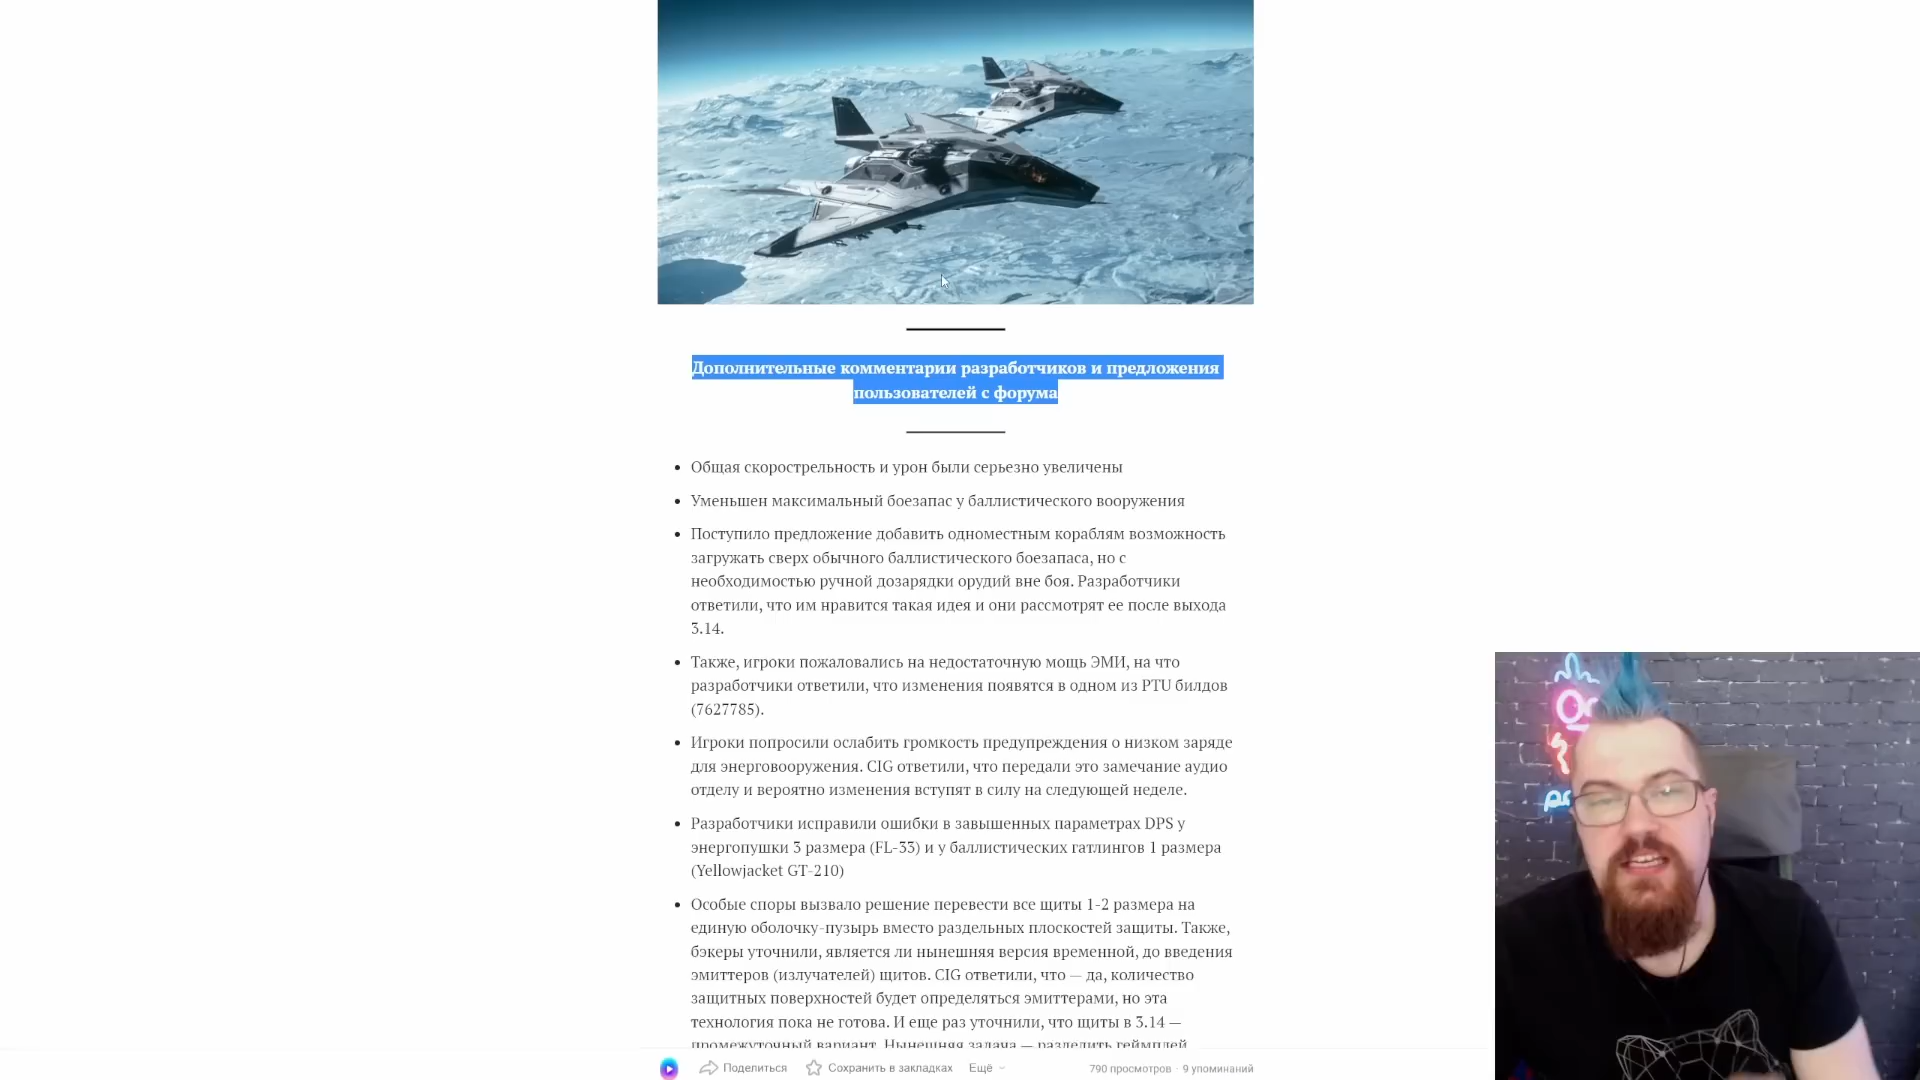 Дополнительные комментарии разработчиков и предложения
пользователей с форума
Общая скорострельность и урон были серьезно увеличены
Уменьшен максимальный боезапас у баллистического вооружения
Поступило предложение добавить одноместным кораблям возможность
загружать сверх обычного баллистического боезапаса, но с
необходимостью ручной дозарядки орудий вне боя. Разработчики
ответили, что им нравится такая идея и они рассмотрят ее после выхода
3.14.
Также, игроки пожаловались на недостаточную мощь ЭМИ, на что
разработчики ответили, что изменения появятся в одном из PTU билдов
(7627785).
Игроки попросили ослабить громкость предупреждения о низком заряде
для энерговооружения. CIG ответили, что передали это замечание аудио
отделу и вероятно изменения вступят в силу на следующей неделе.
Разработчики исправили ошибки в завышенных параметрах DPS у
энергопушки 3 размера (FL-33) и у баллистических гатлингов 1 размера
(Yellowjacket GT-210)
Особые споры вызвало решение перевести все щиты 1-2 размера на
единую оболочку-пузырь вместо раздельных плоскостей защиты. Также,
бэкеры уточнили, является ли нынешняя версия временной, до введения
эмиттеров (излучателей) щитов. CIG ответили, что — да, количество
защитных поверхностей будет определяться эмиттерами, но эта
технология пока не готова. И еще раз уточнили, что щиты в 3.14 —
промежуточный вариант. Нынешняя задача — разделить геймплей
Поделиться Сохранить в закладках Ещё 790 просмотров · 9 упоминаний